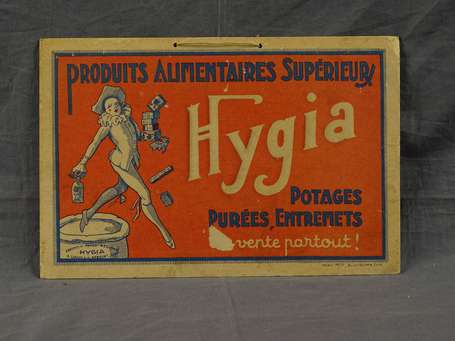 PRODUITS ALIMENTAIRES SUPÉRIEURS
Hygia
POTAGES
PURÉES, ENTREMETS
vente partout!
HYGIA